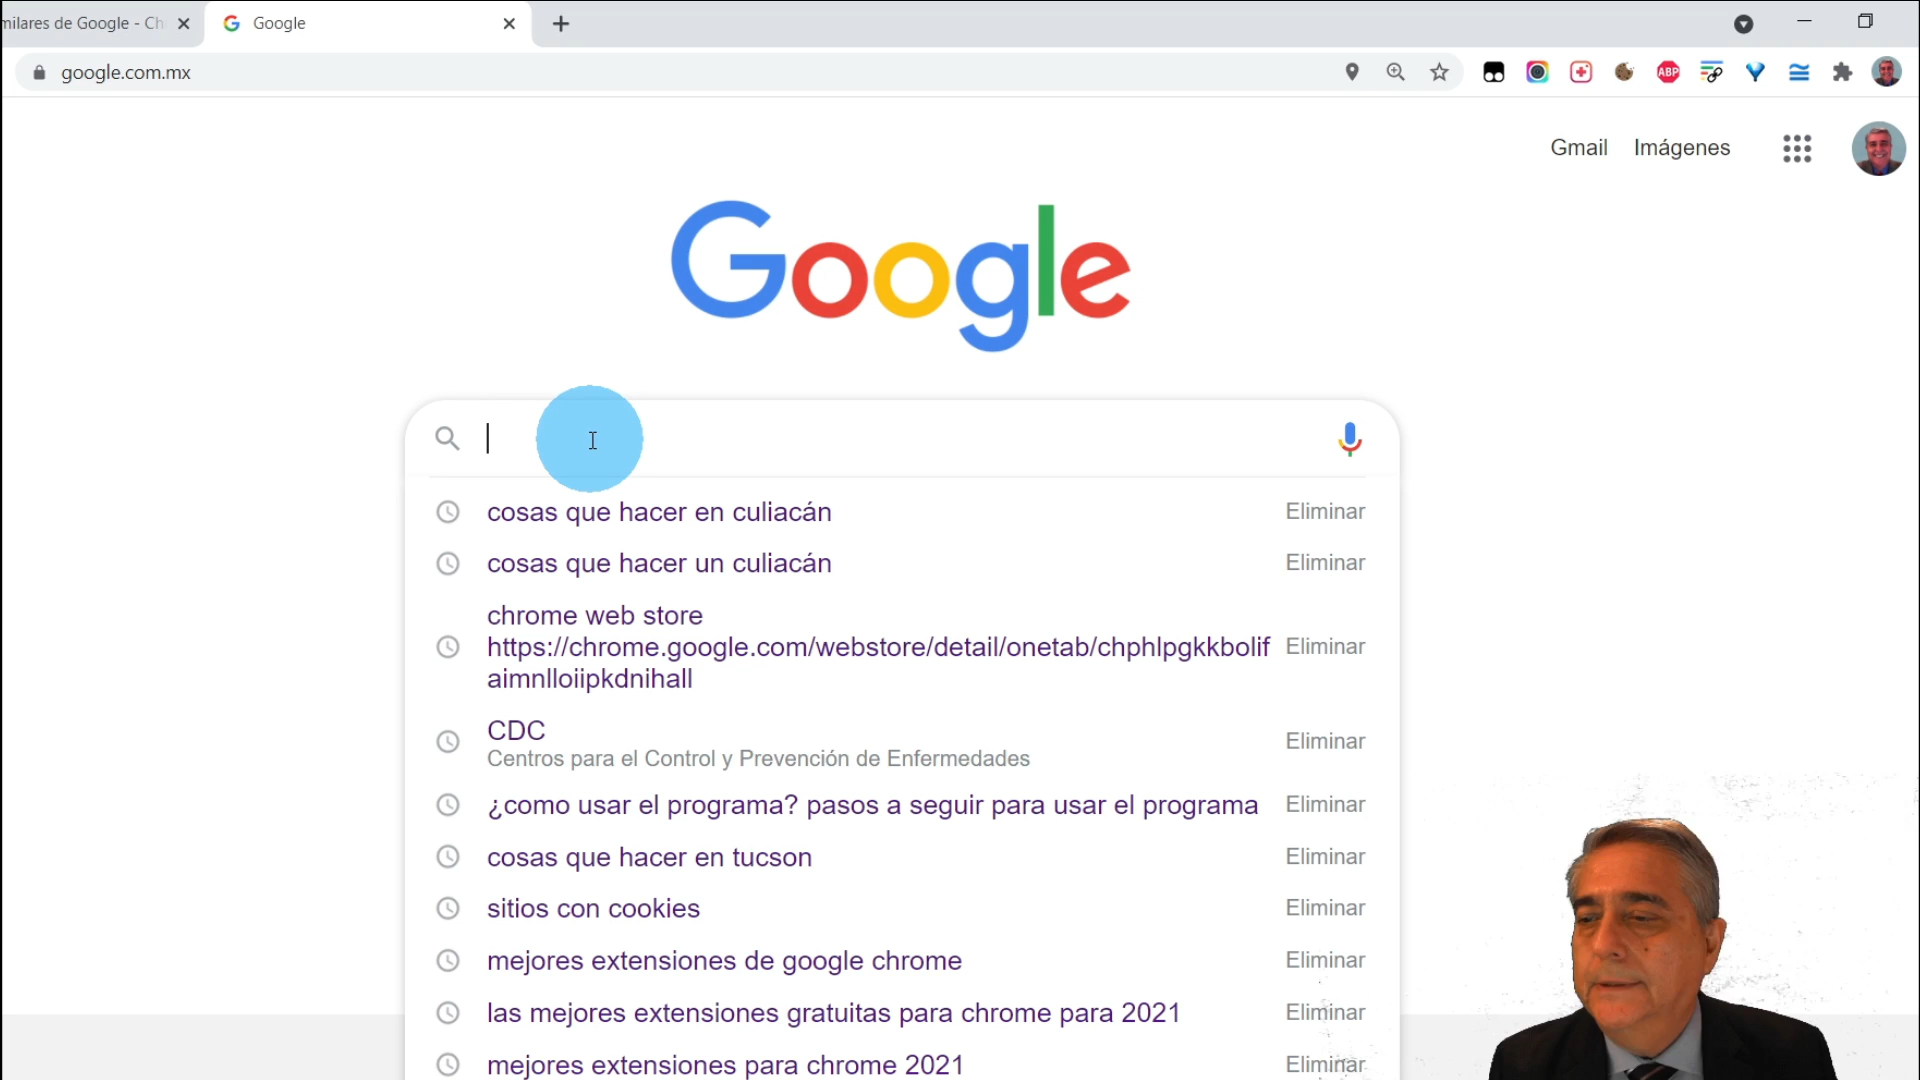 milares de Google - Ch
Google
google.com.mx
ABP
Gmail Imágenes
Google
cosas que hacer en culiacán Eliminar
cosas que hacer un culiacán Eliminar
chrome web store
https://chrome.google.com/webstore/detail/onetab/chphlpgkkbolif Eliminar
aimnlloiipkdnihall
CDC Eliminar
Centros para el Control y Prevención de Enfermedades
¿como usar el programa? pasos a seguir para usar el programa Eliminar
cosas que hacer en tucson Eliminar
sitios con cookies Eliminar
mejores extensiones de google chrome Eliminar
las mejores extensiones gratuitas para chrome para 2021 Eliminar
mejores extensiones para chrome 2021 Eliminar